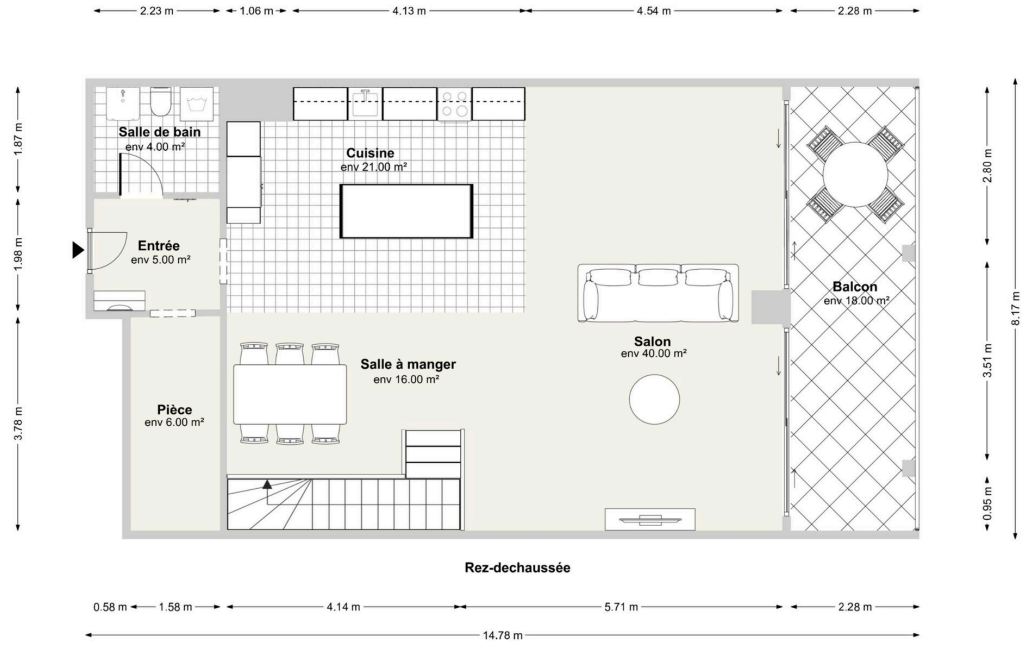 2.23 m
1.06 m
4.13 m
4.54 m
2.28 m
1.87 m
1.98 m
3.78 m
Salle de bain
env 4.00 m²
Cuisine
env 21.00 m²
Entrée
env 5.00 m²
Balcon
env 18.00 m²
Salon
env 40.00 m²
Salle à manger
env 16.00 m²
Pièce
env 6.00 m²
2.80 m
3.51 m
0.95 m
8.17 m
Rez-dechaussée
0.58 m
1.58 m
4.14 m
5.71 m
2.28 m
14.78 m